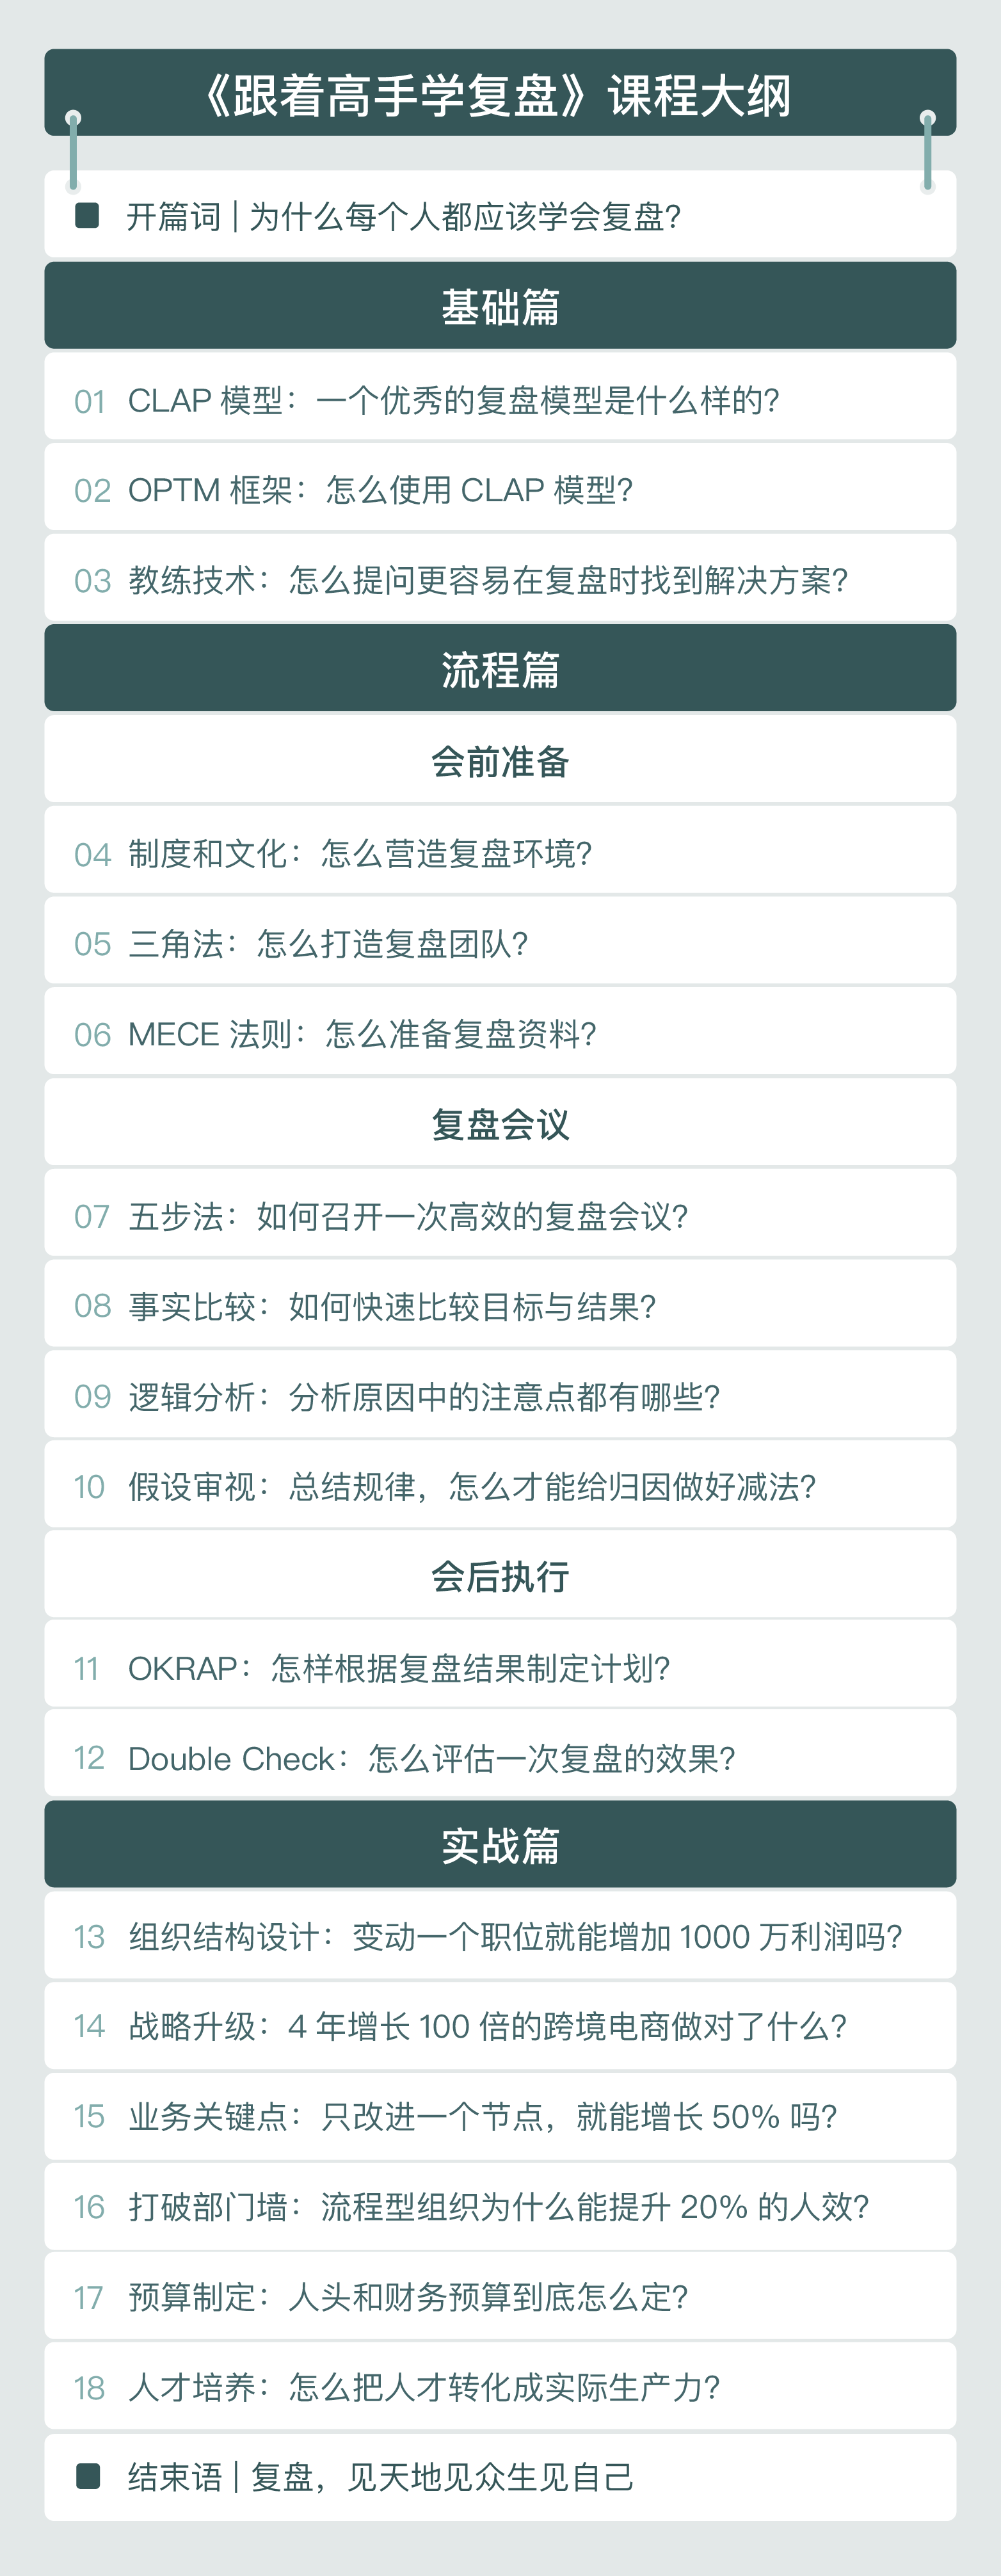 《跟着高手学复盘》课程大纲
开篇词 | 为什么每个人都应该学会复盘？
基础篇
01 CLAP 模型：一个优秀的复盘模型是什么样的？
02 OPTM 框架：怎么使用 CLAP 模型？
03 教练技术：怎么提问更容易在复盘时找到解决方案？
流程篇
会前准备
04 制度和文化：怎么营造复盘环境？
05 三角法：怎么打造复盘团队？
06 MECE 法则：怎么准备复盘资料？
复盘会议
07 五步法：如何召开一次高效的复盘会议？
08 事实比较：如何快速比较目标与结果？
09 逻辑分析：分析原因中的注意点都有哪些？
10 假设审视：总结规律，怎么才能给归因做好减法？
会后执行
11 OKRAP：怎样根据复盘结果制定计划？
12 Double Check：怎么评估一次复盘的效果？
实战篇
13 组织结构设计：变动一个职位就能增加 1000 万利润吗？
14 战略升级：4 年增长 100 倍的跨境电商做对了什么？
15 业务关键点：只改进一个节点，就能增长 50% 吗？
16 打破部门墙：流程型组织为什么能提升 20% 的人效？
17 预算制定：人头和财务预算到底怎么定？
18 人才培养：怎么把人才转化成实际生产力？
结束语 | 复盘，见天地见众生见自己